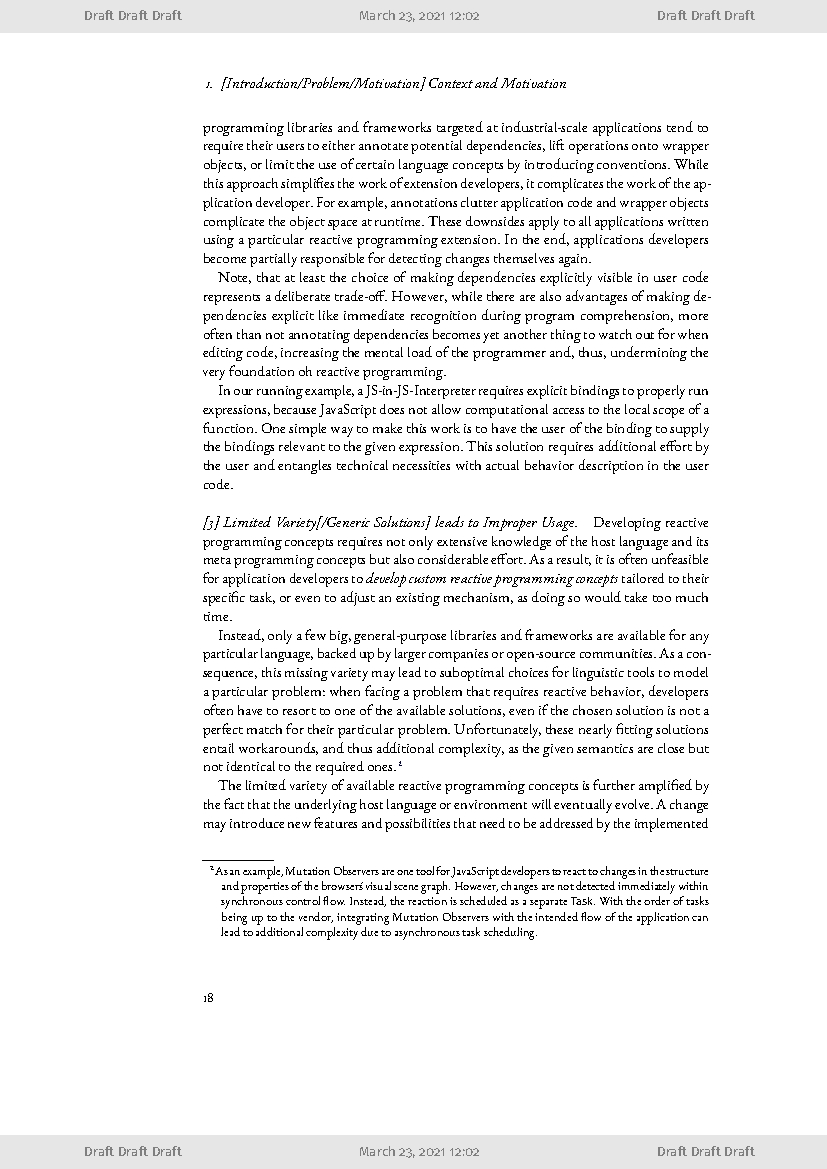 Draft Draft Draft March 23, 2021 12:02 Draft Draft Draft
1. [Introduction/Problem/Motivation] Context and Motivation
programming libraries and frameworks targeted at industrial-scale applications tend to
require their users to either annotate potential dependencies, lift operations onto wrapper
objects, or limit the use of certain language concepts by introducing conventions. While
this approach simplifies the work of extension developers, it complicates the work of the ap-
plication developer. For example, annotations clutter application code and wrapper objects
complicate the object space at runtime. These downsides apply to all applications written
using a particular reactive programming extension. In the end, applications developers
become partially responsible for detecting changes themselves again.
Note, that at least the choice of making dependencies explicitly visible in user code
represents a deliberate trade-off. However, while there are also advantages of making de-
pendencies explicit like immediate recognition during program comprehension, more
often than not annotating dependencies becomes yet another thing to watch out for when
editing code, increasing the mental load of the programmer and, thus, undermining the
very foundation oh reactive programming.
In our running example, a JS-in-JS-Interpreter requires explicit bindings to properly run
expressions, because JavaScript does not allow computational access to the local scope of a
function. One simple way to make this work is to have the user of the binding to supply
the bindings relevant to the given expression. This solution requires additional effort by
the user and entangles technical necessities with actual behavior description in the user
code.
[3] Limited Variety[/Generic Solutions] leads to Improper Usage. Developing reactive
programming concepts requires not only extensive knowledge of the host language and its
meta programming concepts but also considerable effort. As a result, it is often unfeasible
for application developers to develop custom reactive programming concepts tailored to their
specific task, or even to adjust an existing mechanism, as doing so would take too much
time.
Instead, only a few big, general-purpose libraries and frameworks are available for any
particular language, backed up by larger companies or open-source communities. As a con-
sequence, this missing variety may lead to suboptimal choices for linguistic tools to model
a particular problem: when facing a problem that requires reactive behavior, developers
often have to resort to one of the available solutions, even if the chosen solution is not a
perfect match for their particular problem. Unfortunately, these nearly fitting solutions
entail workarounds, and thus additional complexity, as the given semantics are close but
not identical to the required ones.²
The limited variety of available reactive programming concepts is further amplified by
the fact that the underlying host language or environment will eventually evolve. A change
may introduce new features and possibilities that need to be addressed by the implemented
² As an example, Mutation Observers are one tool for JavaScript developers to react to changes in the structure
and properties of the browsers' visual scene graph. However, changes are not detected immediately within
synchronous control flow. Instead, the reaction is scheduled as a separate Task. With the order of tasks
being up to the vendor, integrating Mutation Observers with the intended flow of the application can
lead to additional complexity due to asynchronous task scheduling.
18
Draft Draft Draft March 23, 2021 12:02 Draft Draft Draft